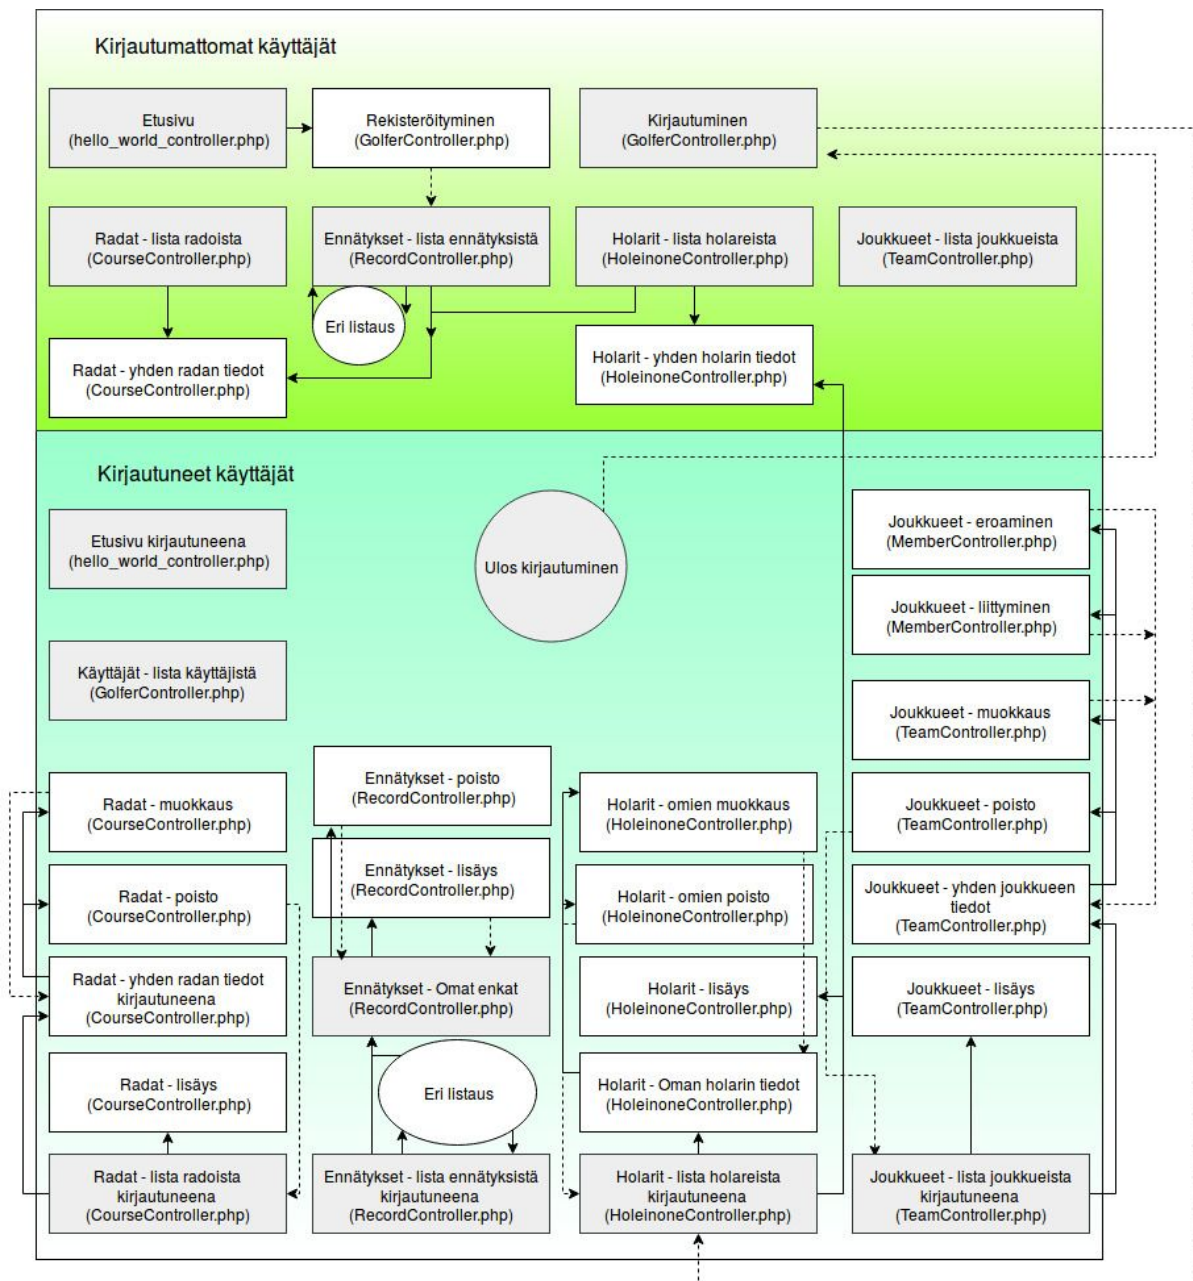 Kirjautumattomat käyttäjät
Etusivu
(hello_world_controller.php)
Rekisteröityminen
(GolferController.php)
Kirjautuminen
(GolferController.php)
Radat - lista radoista
(CourseController.php)
Ennätykset - lista ennätyksistä
(RecordController.php)
Holarit - lista holareista
(HoleinoneController.php)
Joukkueet - lista joukkueista
(TeamController.php)
Eri listaus
Radat - yhden radan tiedot
(CourseController.php)
Holarit - yhden holarin tiedot
(HoleinoneController.php)
Kirjautuneet käyttäjät
Etusivu kirjautuneena
(hello_world_controller.php)
Ulos kirjautuminen
Joukkueet - eroaminen
(MemberController.php)
Joukkueet - liittyminen
(MemberController.php)
Käyttäjät - lista käyttäjistä
(GolferController.php)
Joukkueet - muokkaus
(TeamController.php)
Radat - muokkaus
(CourseController.php)
Ennätykset - poisto
(RecordController.php)
Holarit - omien muokkaus
(HoleinoneController.php)
Joukkueet - poisto
(TeamController.php)
Radat - poisto
(CourseController.php)
Ennätykset - lisäys
(RecordController.php)
Holarit - omien poisto
(HoleinoneController.php)
Joukkueet - yhden joukkueen
tiedot
(TeamController.php)
Radat - yhden radan tiedot
kirjautuneena
(CourseController.php)
Ennätykset - Omat enkat
(RecordController.php)
Holarit - lisäys
(HoleinoneController.php)
Joukkueet - lisäys
(TeamController.php)
Radat - lisäys
(CourseController.php)
Eri listaus
Holarit - Oman holarin tiedot
(HoleinoneController.php)
Radat - lista radoista
kirjautuneena
(CourseController.php)
Ennätykset - lista ennätyksistä
kirjautuneena
(RecordController.php)
Holarit - lista holareista
kirjautuneena
(HoleinoneController.php)
Joukkueet - lista joukkueista
kirjautuneena
(TeamController.php)